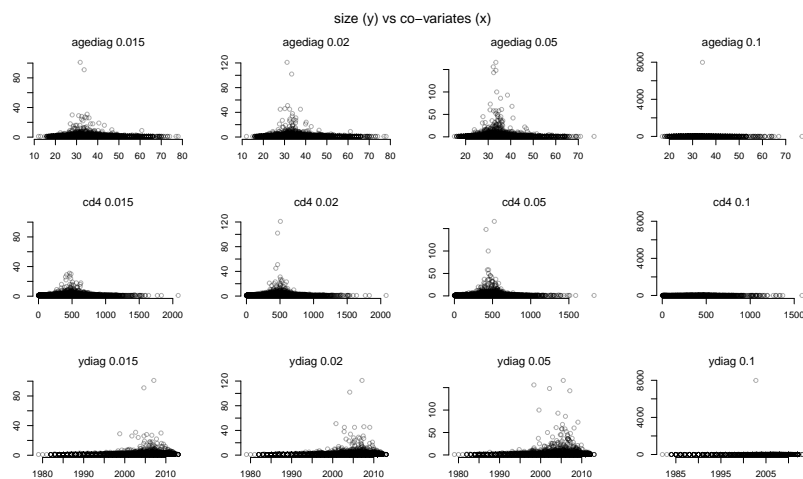 size (y) vs co−variates (x)
agediag 0.015
agediag 0.02
agediag 0.05
agediag 0.1
0 40 80
0 40 80 120
0 50 150
0 4000 8000
10 20 30 40 50 60 70 80
10 20 30 40 50 60 70 80
20 30 40 50 60 70
20 30 40 50 60 70
cd4 0.015
cd4 0.02
cd4 0.05
cd4 0.1
0 40 80
0 40 80 120
0 50 150
0 4000 8000
0 500 1000 1500 2000
0 500 1000 1500 2000
0 500 1000 1500
0 500 1000 1500
ydiag 0.015
ydiag 0.02
ydiag 0.05
ydiag 0.1
0 40 80
0 40 80 120
0 50 150
0 4000 8000
1980 1990 2000 2010
1980 1990 2000 2010
1980 1990 2000 2010
1985 1995 2005